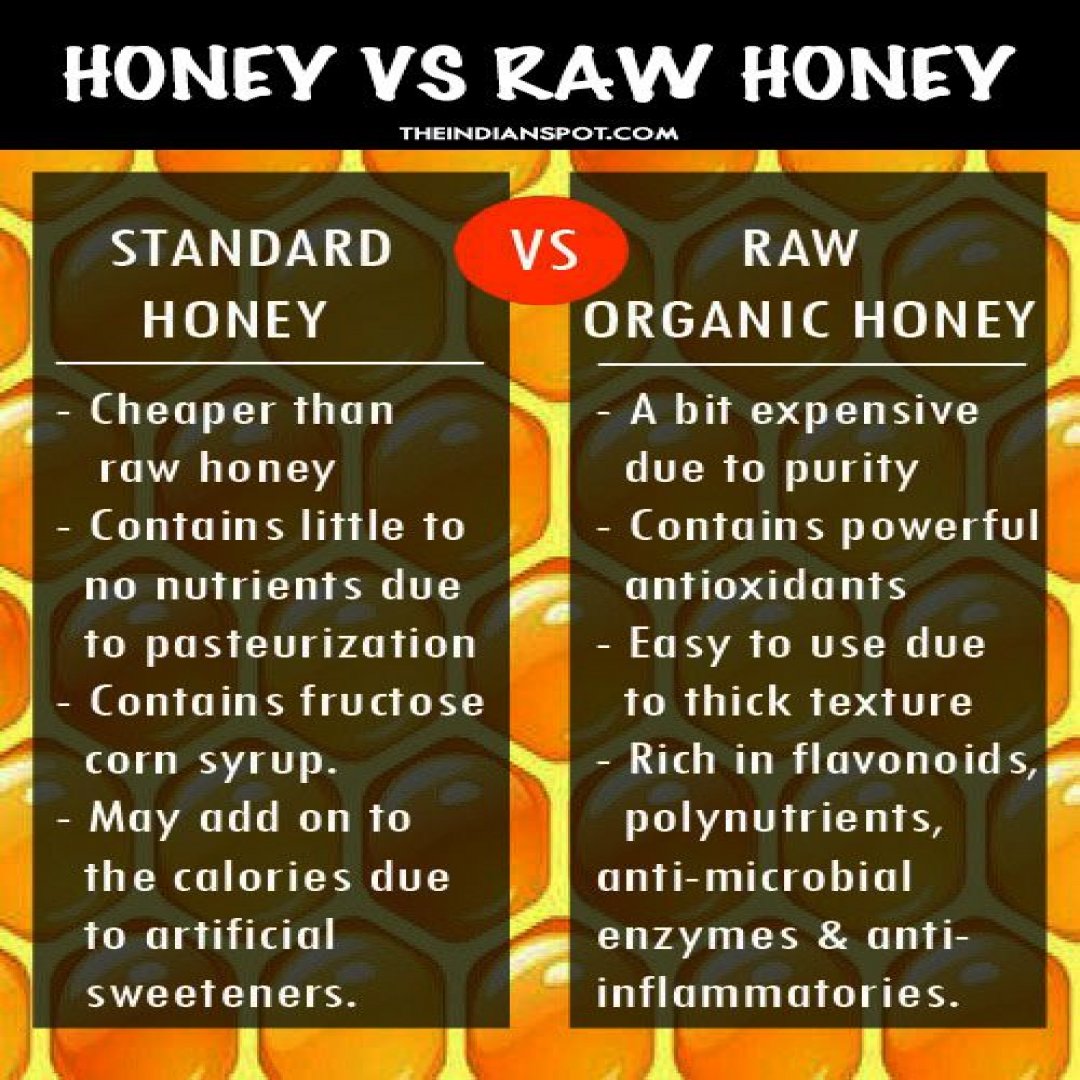 HONEY VS RAW HONEY
THEINDIANSPOT.COM
STANDARD
HONEY
- Cheaper than
raw honey
- Contains little to
no nutrients due
to pasteurization
- Contains fructose
corn syrup.
- May add on to
the calories due
to artificial
sweeteners.
VS
RAW
ORGANIC HONEY
- A bit expensive
due to purity
- Contains powerful
antioxidants
- Easy to use due
to thick texture
- Rich in flavonoids,
polynutrients,
anti-microbial
enzymes & anti-
inflammatories.